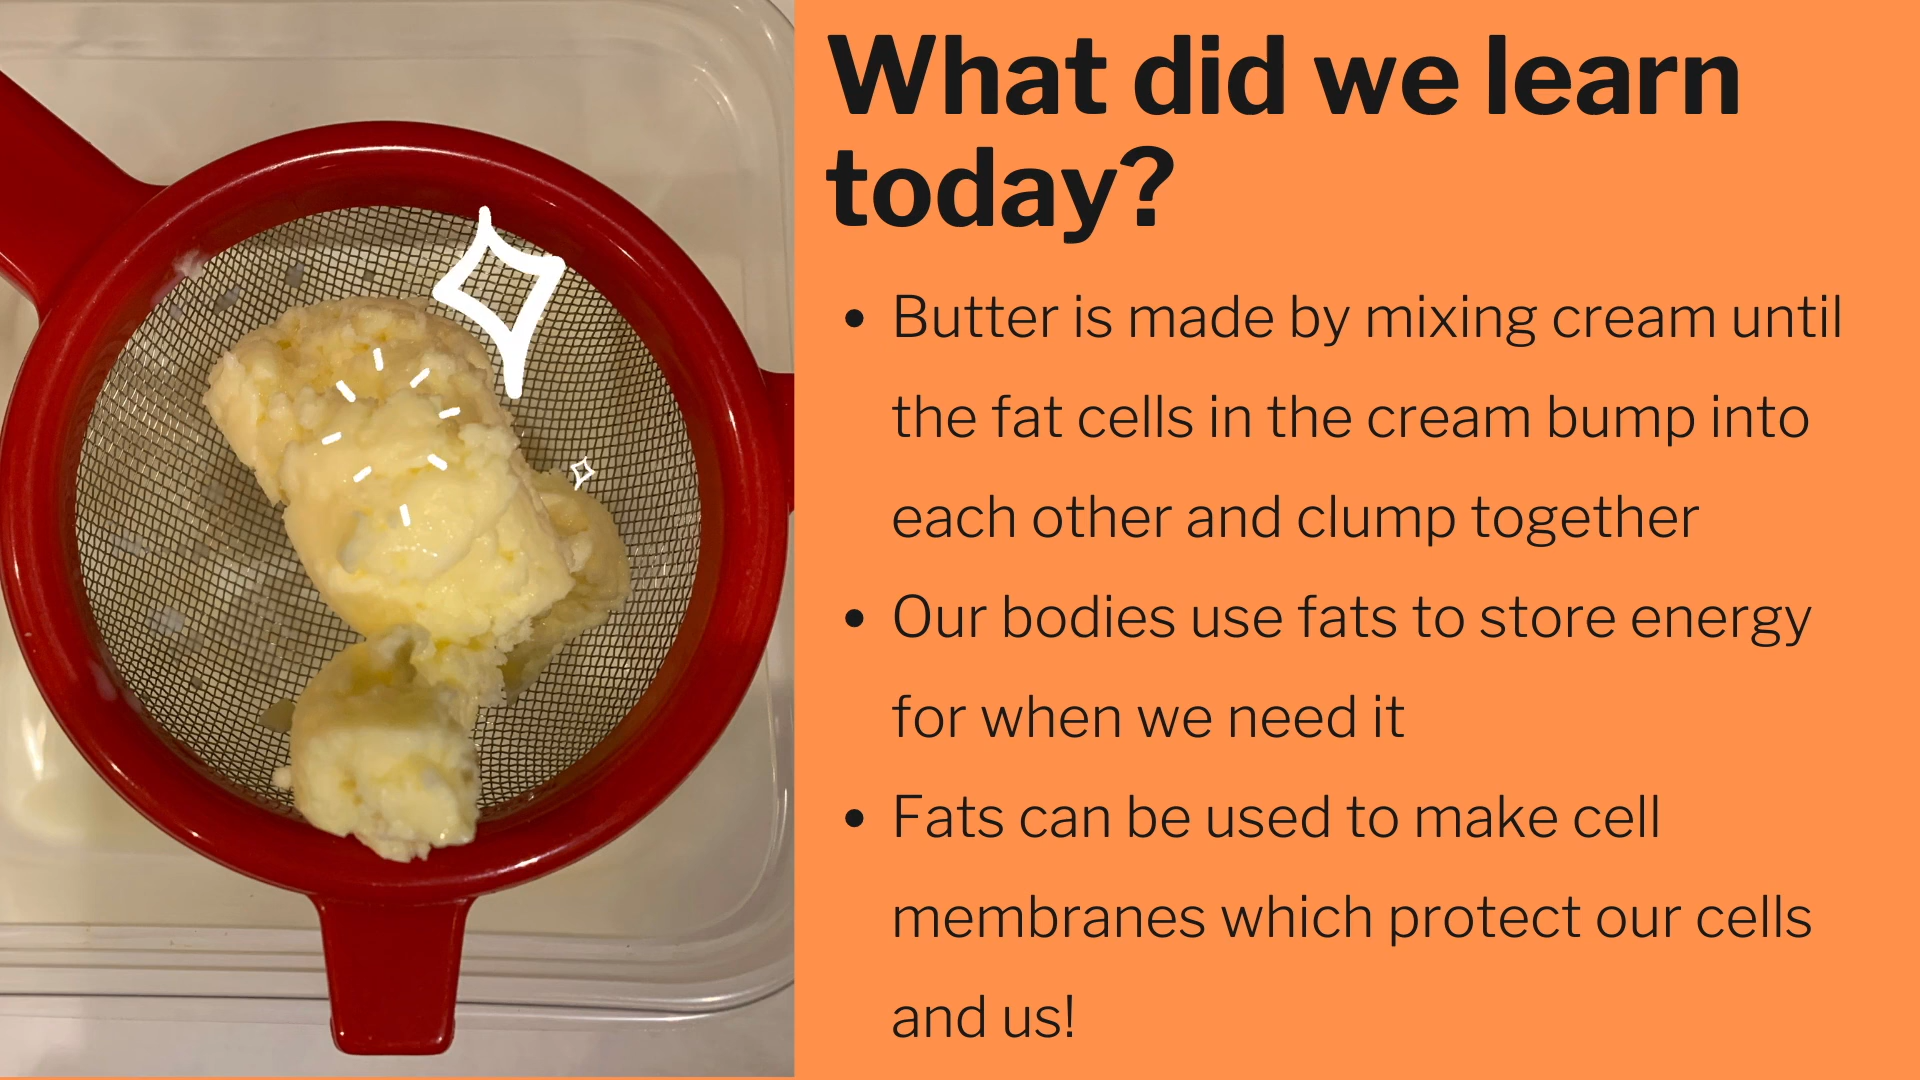 What did we learn
today?
• Butter is made by mixing cream until
the fat cells in the cream bump into
each other and clump together
• Our bodies use fats to store energy
for when we need it
• Fats can be used to make cell
membranes which protect our cells
and us!